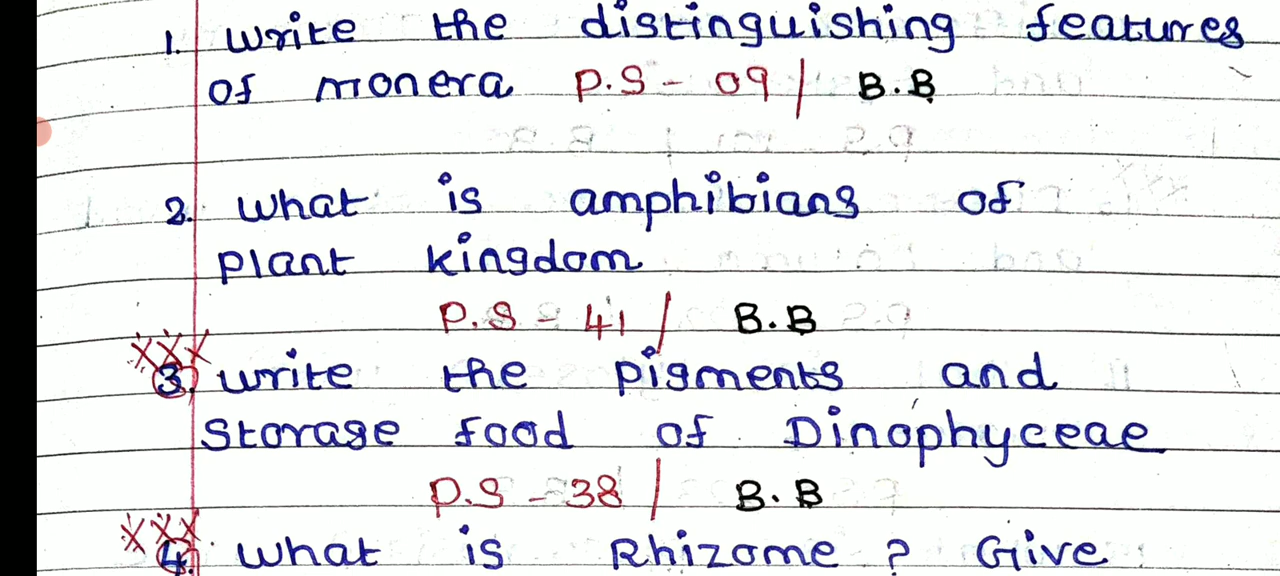 1. Write the distinguishing features
of monera P.S - 09 / B.B
2. What is amphibians of
plant kingdom
P.S - 41 / B.B
XXX
3. Write the pigments and
storage food of Dinophyceae
P.S - 38 / B.B
XXX
4. What is Rhizome ? Give